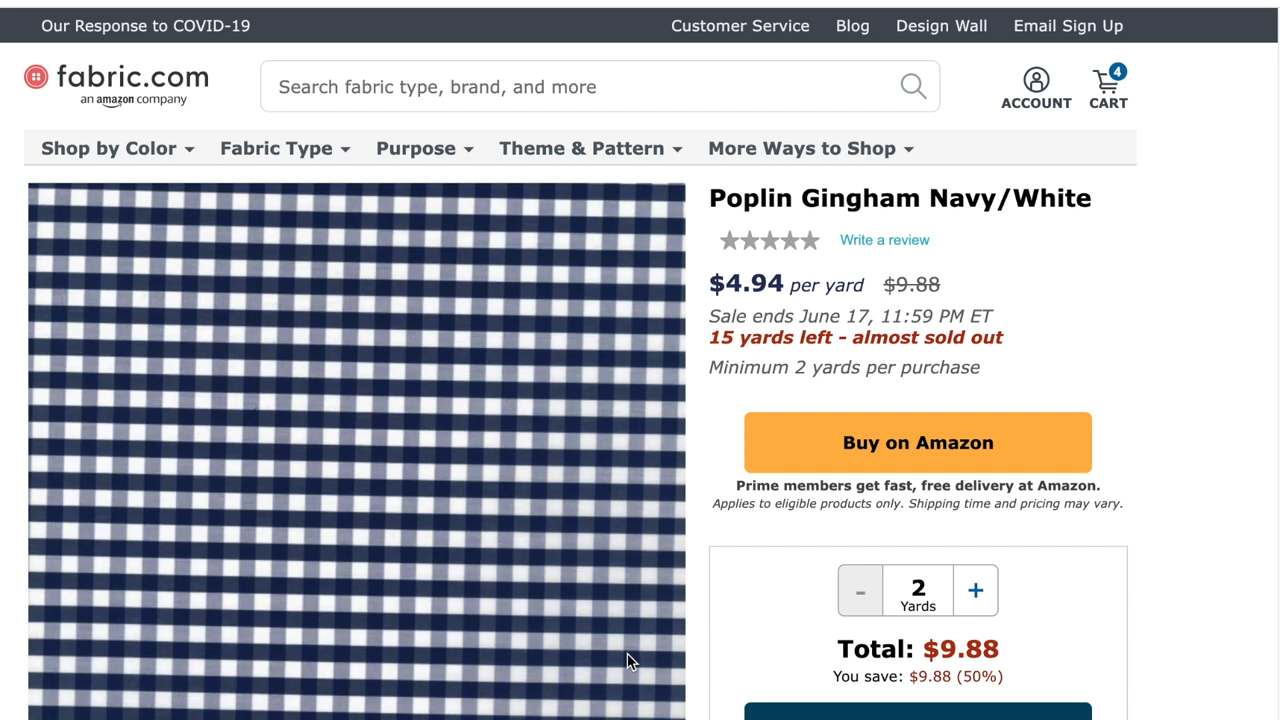 Our Response to COVID-19 Customer Service Blog Design Wall Email Sign Up
fabric.com
an amazon company
Search fabric type, brand, and more
4
ACCOUNT CART
Shop by Color Fabric Type Purpose Theme & Pattern More Ways to Shop
Poplin Gingham Navy/White
Write a review
$4.94 per yard $9.88
Sale ends June 17, 11:59 PM ET
15 yards left - almost sold out
Minimum 2 yards per purchase
Buy on Amazon
Prime members get fast, free delivery at Amazon.
Applies to eligible products only. Shipping time and pricing may vary.
- 2 +
Yards
Total: $9.88
You save: $9.88 (50%)